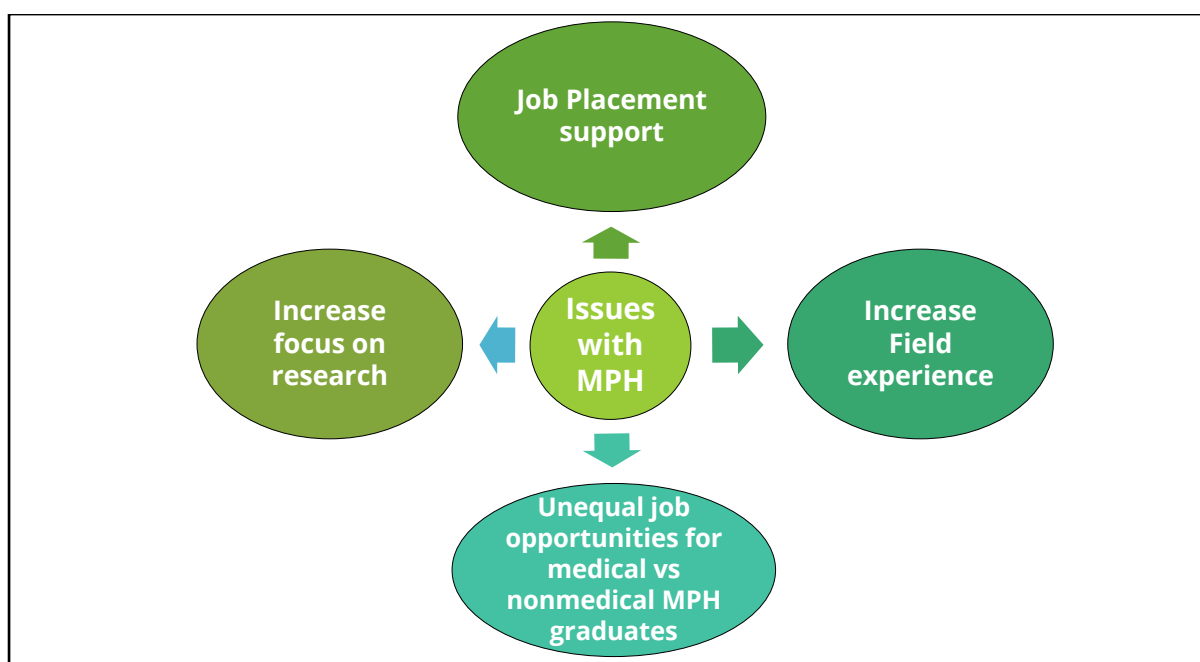 Job Placement
support
Increase
focus on
research
Issues
with
MPH
Increase
Field
experience
Unequal job
opportunities for
medical vs
nonmedical MPH
graduates